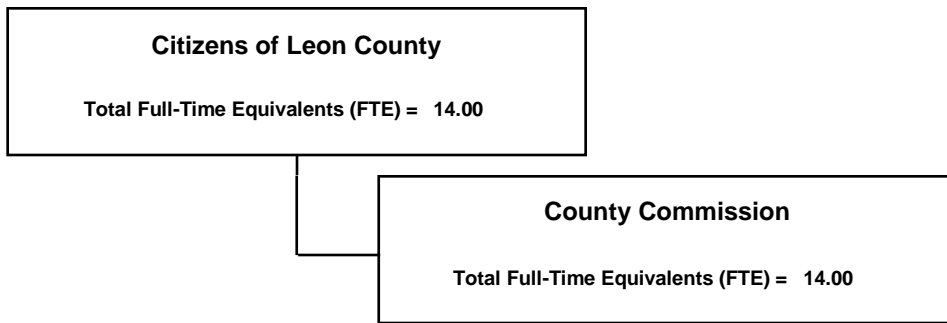 Citizens of Leon County
Total Full-Time Equivalents (FTE) = 14.00
County Commission
Total Full-Time Equivalents (FTE) = 14.00